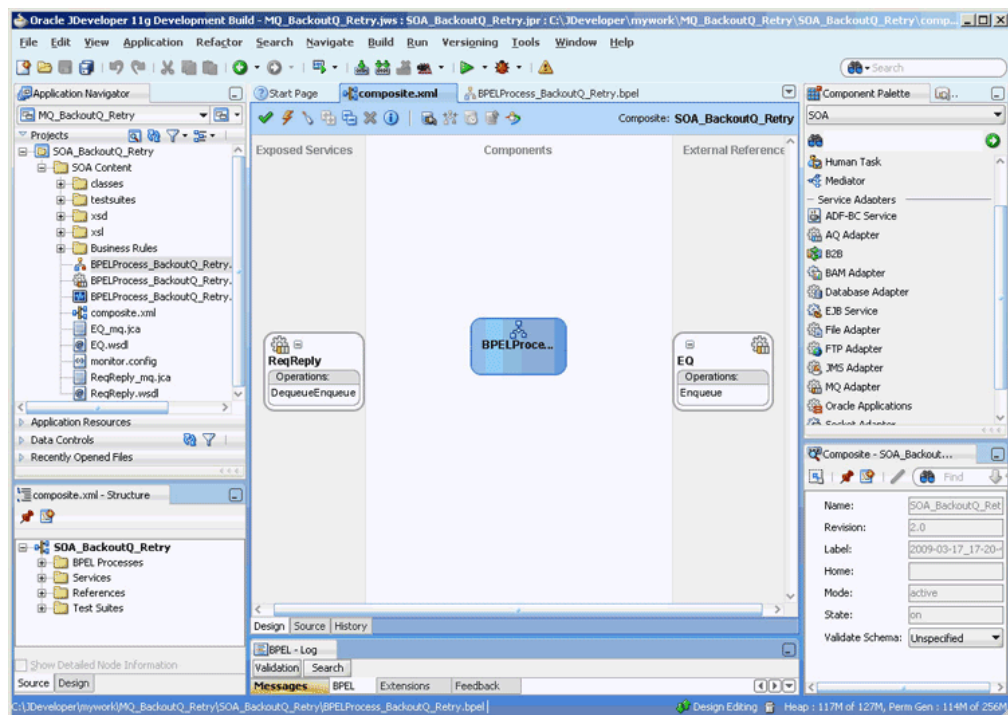 Oracle JDeveloper 11g Development Build - MQ_BackoutQ_Retry.jws : SOA_BackoutQ_Retry.jpr : C:\JDeveloper\mywork\MQ_BackoutQ_Retry\SOA_BackoutQ_Retry\comp...
File Edit View Application Refactor Search Navigate Build Run Versioning Tools Window Help
Search
Application Navigator
MQ_BackoutQ_Retry
Projects
SOA_BackoutQ_Retry
SOA Content
classes
testsuites
xsd
xsl
Business Rules
BPELProcess_BackoutQ_Retry.
BPELProcess_BackoutQ_Retry.
BPELProcess_BackoutQ_Retry.
composite.xml
EQ_mq.jca
EQ.wsdl
monitor.config
ReqReply_mq.jca
ReqReply.wsdl
Application Resources
Data Controls
Recently Opened Files
composite.xml - Structure
SOA_BackoutQ_Retry
BPEL Processes
Services
References
Test Suites
Show Detailed Node Information
Source Design
Start Page composite.xml BPELProcess_BackoutQ_Retry.bpel
Composite: SOA_BackoutQ_Retry
Exposed Services Components External Reference
ReqReply
Operations:
DequeueEnqueue
BPELProce...
EQ
Operations:
Enqueue
Design Source History
BPEL - Log
Validation Search
Messages BPEL Extensions Feedback
Component Palette
SOA
Human Task
Mediator
Service Adapters
ADF-BC Service
AQ Adapter
B2B
BAM Adapter
Database Adapter
EJB Service
File Adapter
FTP Adapter
JMS Adapter
MQ Adapter
Oracle Applications
Socket Adapter
Composite - SOA_Backout...
Find
Name: SOA_BackoutQ_Ret
Revision: 2.0
Label: 2009-03-17_17-20-
Home:
Mode: active
State: on
Validate Schema: Unspecified
C:\JDeveloper\mywork\MQ_BackoutQ_Retry\SOA_BackoutQ_Retry\BPELProcess_BackoutQ_Retry.bpel
Design Editing Heap : 117M of 127M, Perm Gen : 114M of 256M